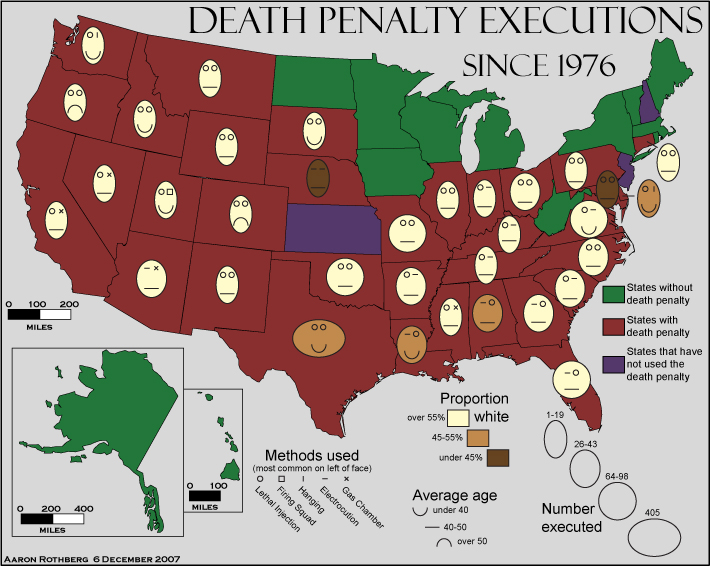 DEATH PENALTY EXECUTIONS
SINCE 1976
0 100 200
MILES
States without
death penalty
States with
death penalty
States that have
not used the
death penalty
Proportion
over 55% white
45-55%
under 45%
Methods used
(most common on left of face)
Lethal Injection
Firing Squad
Hanging
Electrocution
Gas Chamber
Average age
under 40
40-50
over 50
1-19
26-43
64-98
405
Number
executed
0 200 400
MILES
0 100
MILES
AARON ROTHBERG 6 DECEMBER 2007